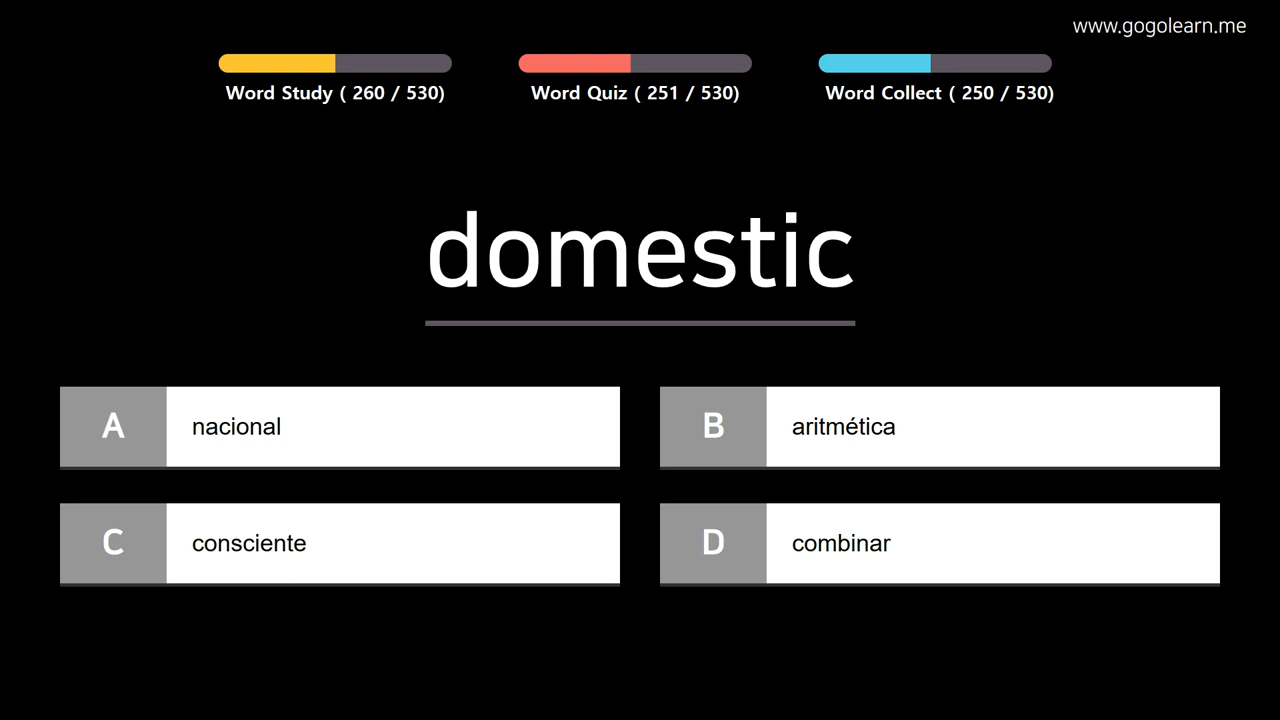 www.gogolearn.me
Word Study ( 260 / 530)
Word Quiz ( 251 / 530)
Word Collect ( 250 / 530)
domestic
A nacional
B aritmética
C consciente
D combinar